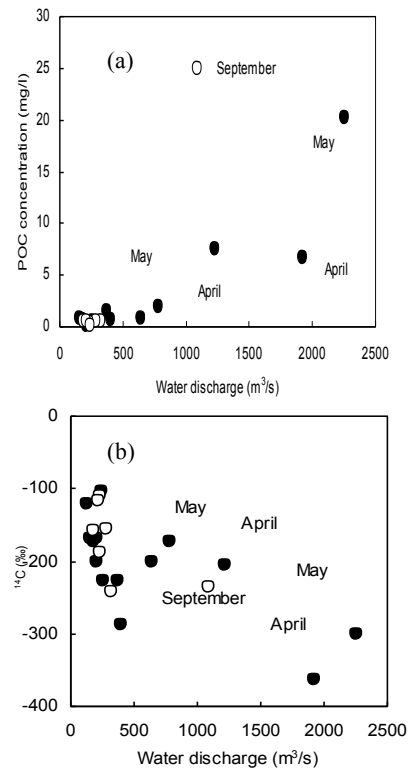 (a)
September
May
May
April
April
POC concentration (mg/l)
30
25
20
15
10
5
0
0 500 1000 1500 2000 2500
Water discharge (m³/s)
(b)
May
April
May
September
April
¹⁴C (‰)
-0
-100
-200
-300
-400
0 500 1000 1500 2000 2500
Water discharge (m³/s)